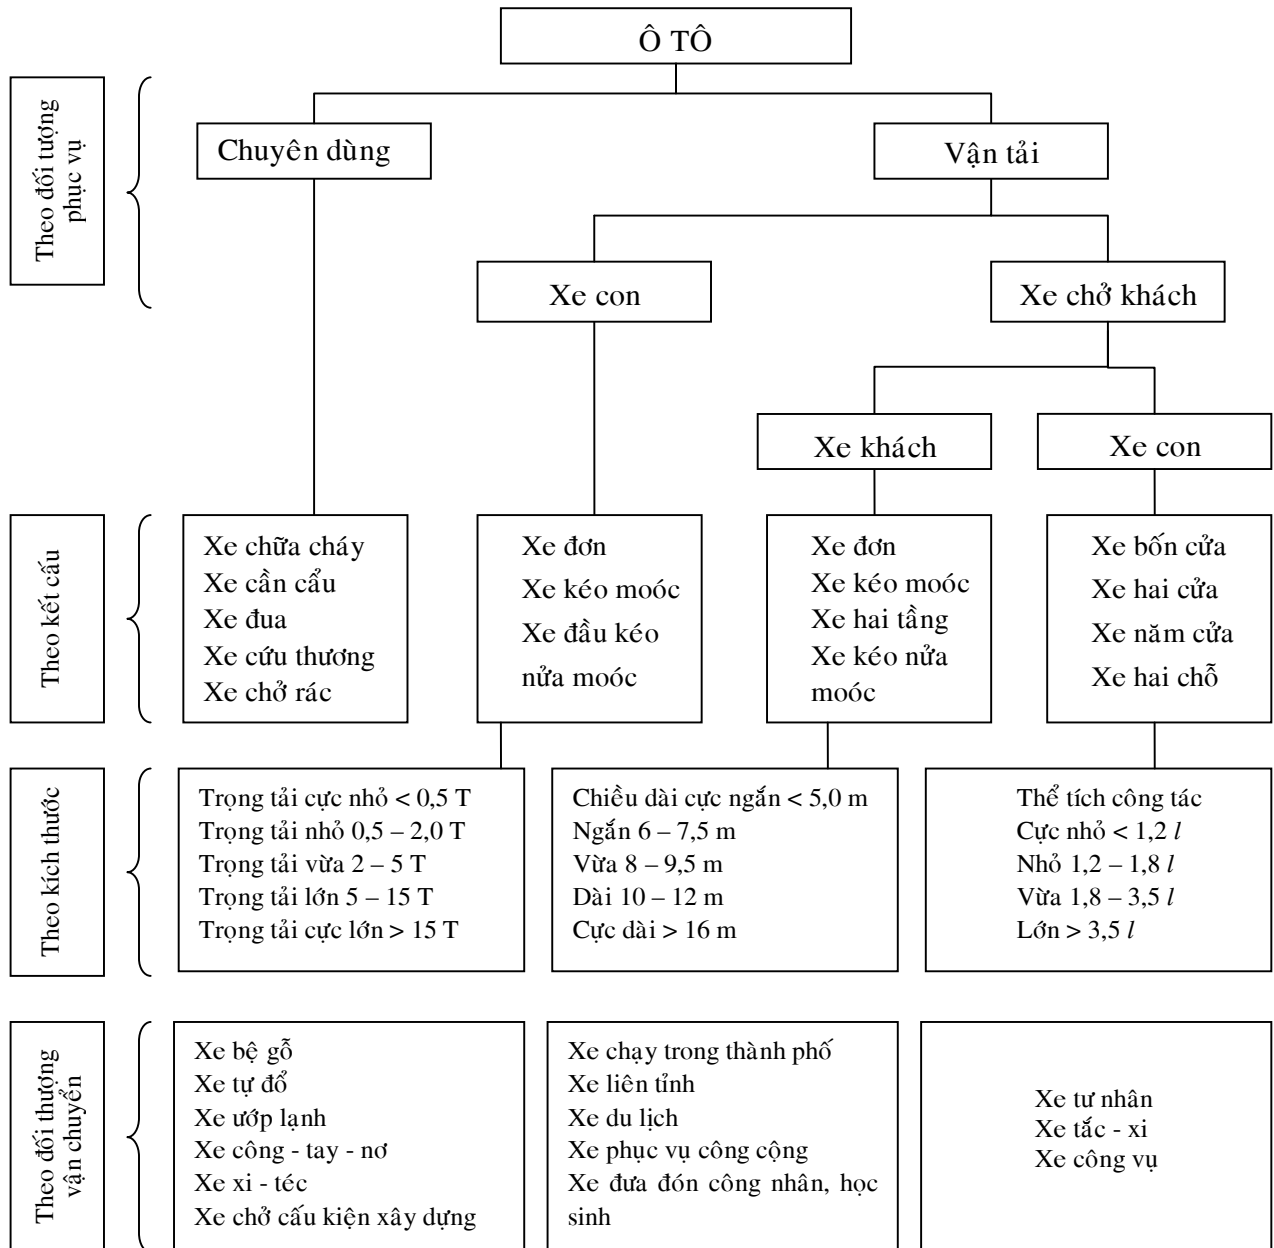 Ô TÔ
Theo đối tượng
phục vụ
Chuyên dùng
Vận tải
Xe con
Xe chở khách
Xe khách
Xe con
Theo kết cấu
Xe chữa cháy
Xe cần cẩu
Xe đua
Xe cứu thương
Xe chở rác
Xe đơn
Xe kéo moóc
Xe đầu kéo
nửa moóc
Xe đơn
Xe kéo moóc
Xe hai tầng
Xe kéo nửa
moóc
Xe bốn cửa
Xe hai cửa
Xe năm cửa
Xe hai chỗ
Theo kích thước
Trọng tải cực nhỏ < 0,5 T
Trọng tải nhỏ 0,5 – 2,0 T
Trọng tải vừa 2 – 5 T
Trọng tải lớn 5 – 15 T
Trọng tải cực lớn > 15 T
Chiều dài cực ngắn < 5,0 m
Ngắn 6 – 7,5 m
Vừa 8 – 9,5 m
Dài 10 – 12 m
Cực dài > 16 m
Thể tích công tác
Cực nhỏ < 1,2 l
Nhỏ 1,2 – 1,8 l
Vừa 1,8 – 3,5 l
Lớn > 3,5 l
Theo đối thượng
vận chuyển
Xe bệ gỗ
Xe tự đổ
Xe ướp lạnh
Xe công - tay - nơ
Xe xi - téc
Xe chở cấu kiện xây dựng
Xe chạy trong thành phố
Xe liên tỉnh
Xe du lịch
Xe phục vụ công cộng
Xe đưa đón công nhân, học
sinh
Xe tư nhân
Xe tắc - xi
Xe công vụ